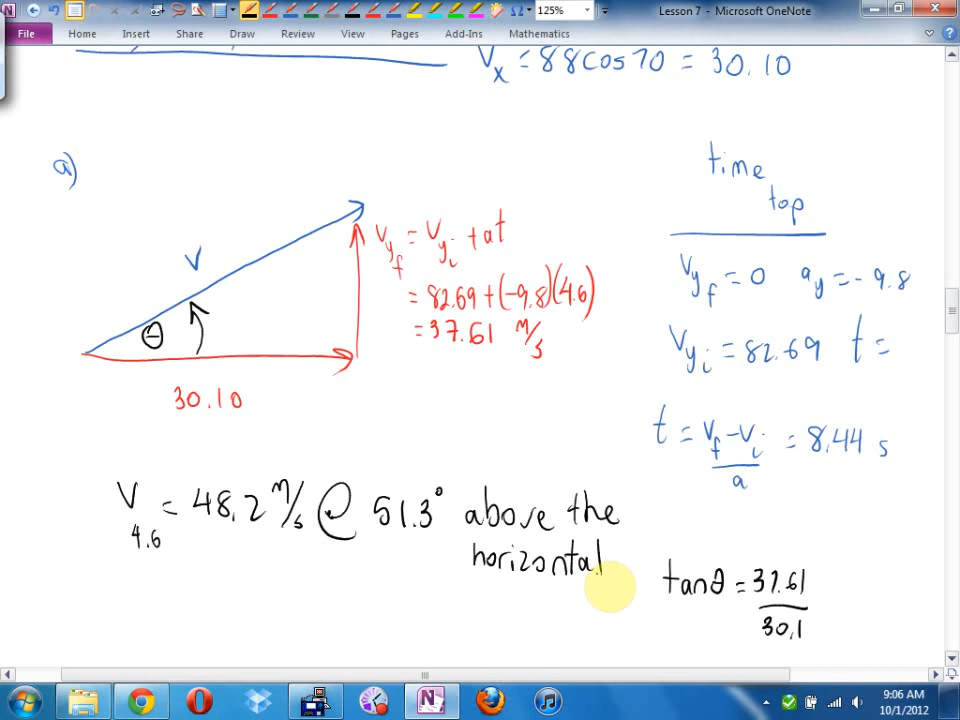 125%
Lesson 7 - Microsoft OneNote
File Home Insert Share Draw Review View Pages Add-Ins Mathematics
Vx = 88cos70 = 30.10
a)
time
top
Vyf = 0 ay = -9.8
Vyi = 82.69 t =
t = Vf - Vi / a = 8.44 s
V
θ
30.10
Vyf = Vyi + at
= 82.69 + (-9.8)(4.6)
= 37.61 m/s
V4.6 = 48.2 m/s @ 51.3° above the
horizontal
tanθ = 37.61
30.1
9:06 AM
10/1/2012